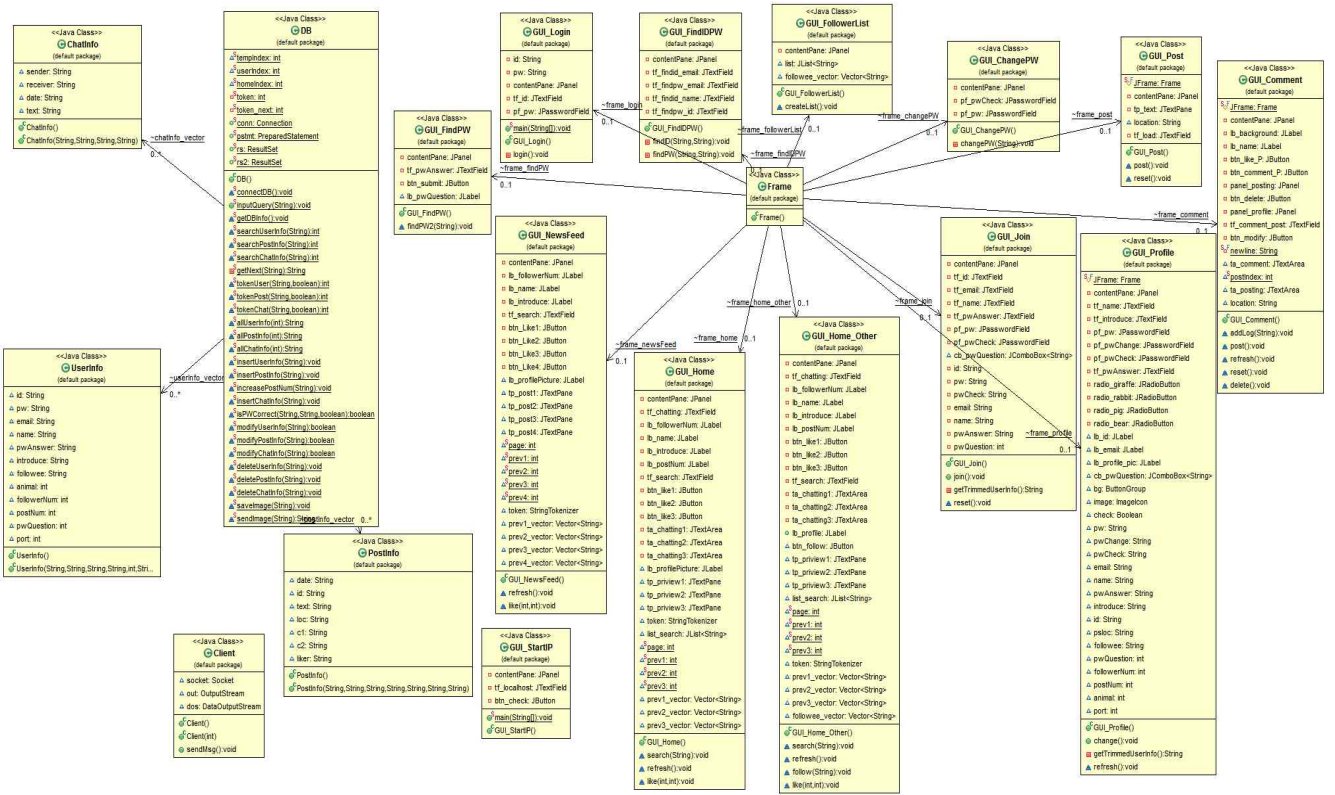 <<Java Class>>
ChatInfo
(default package)
sender: String
receiver: String
date: String
text: String
ChatInfo()
ChatInfo(String,String,String,String)
~chatInfo_vector
0..*
<<Java Class>>
DB
(default package)
tempIndex: int
userIndex: int
homeIndex: int
token: int
token_next: int
conn: Connection
pstmt: PreparedStatement
rs: ResultSet
rs2: ResultSet
DB()
connectDB():void
inputQuery(String):void
getDBInfo():void
searchUserInfo(String):int
searchPostInfo(String):int
searchChatInfo(String):int
getNext(String):String
tokenUser(String,boolean):int
tokenPost(String,boolean):int
tokenChat(String,boolean):int
allUserInfo(int):String
allPostInfo(int):String
allChatInfo(int):String
insertUserInfo(String):void
insertPostInfo(String):void
increasePostNum(String):void
insertChatInfo(String):void
isPWCorrect(String,String,boolean):boolean
modifyUserInfo(String):boolean
modifyPostInfo(String):boolean
modifyChatInfo(String):boolean
deleteUserInfo(String):void
deletePostInfo(String):void
deleteChatInfo(String):void
saveImage(String):void
sendImage(String):String
~postInfo_vector
0..*
<<Java Class>>
UserInfo
(default package)
id: String
pw: String
email: String
name: String
pwAnswer: String
introduce: String
followee: String
animal: int
followerNum: int
postNum: int
pwQuestion: int
port: int
UserInfo()
UserInfo(String,String,String,String,int,Stri...
~userInfo_vector
0..*
<<Java Class>>
PostInfo
(default package)
date: String
id: String
text: String
loc: String
c1: String
c2: String
liker: String
PostInfo()
PostInfo(String,String,String,String,String,String,String)
<<Java Class>>
Client
(default package)
socket: Socket
out: OutputStream
dos: DataOutputStream
Client()
Client(int)
sendMsg():void
<<Java Class>>
GUI_Login
(default package)
id: String
pw: String
contentPane: JPanel
tf_id: JTextField
pf_pw: JPasswordField
main(String[]):void
GUI_Login()
login():void
~frame_login
0..1
<<Java Class>>
GUI_FindIDPW
(default package)
contentPane: JPanel
tf_findid_email: JTextField
tf_findpw_email: JTextField
tf_findid_name: JTextField
tf_findpw_id: JTextField
GUI_FindIDPW()
findID(String,String):void
findPW(String,String):void
~frame_findIDPW
0..1
<<Java Class>>
GUI_FollowerList
(default package)
contentPane: JPanel
list: JList<String>
followee_vector: Vector<String>
GUI_FollowerList()
createList():void
~frame_followerList
0..1
<<Java Class>>
GUI_ChangePW
(default package)
contentPane: JPanel
pf_pwCheck: JPasswordField
pf_pw: JPasswordField
GUI_ChangePW()
changePW(String):void
~frame_changePW
0..1
<<Java Class>>
GUI_Post
(default package)
JFrame: Frame
contentPane: JPanel
tp_text: JTextPane
location: String
tf_load: JTextField
GUI_Post()
post():void
reset():void
~frame_post
0..1
<<Java Class>>
GUI_Comment
(default package)
JFrame: Frame
contentPane: JPanel
lb_background: JLabel
lb_name: JLabel
btn_like_P: JButton
btn_comment_P: JButton
panel_posting: JPanel
btn_delete: JButton
panel_profile: JPanel
tf_comment_post: JTextField
btn_modify: JButton
newline: String
ta_comment: JTextArea
postIndex: int
ta_posting: JTextArea
location: String
GUI_Comment()
addLog(String):void
post():void
refresh():void
reset():void
delete():void
~frame_comment
0..1
<<Java Class>>
GUI_FindPW
(default package)
contentPane: JPanel
tf_pwAnswer: JTextField
btn_submit: JButton
lb_pwQuestion: JLabel
GUI_FindPW()
findPW2(String):void
~frame_findPW
0..1
<<Java Class>>
Frame
(default package)
Frame()
<<Java Class>>
GUI_NewsFeed
(default package)
contentPane: JPanel
lb_followerNum: JLabel
lb_name: JLabel
lb_introduce: JLabel
tf_search: JTextField
btn_Like1: JButton
btn_Like2: JButton
btn_Like3: JButton
btn_Like4: JButton
lb_profilePicture: JLabel
tp_post1: JTextPane
tp_post2: JTextPane
tp_post3: JTextPane
tp_post4: JTextPane
page: int
prev1: int
prev2: int
prev3: int
prev4: int
token: StringTokenizer
prev1_vector: Vector<String>
prev2_vector: Vector<String>
prev3_vector: Vector<String>
prev4_vector: Vector<String>
GUI_NewsFeed()
refresh():void
like(int,int):void
~frame_newsFeed
0..1
<<Java Class>>
GUI_StartIP
(default package)
contentPane: JPanel
tf_localhost: JTextField
btn_check: JButton
main(String[]):void
GUI_StartIP()
~frame_home
0..1
<<Java Class>>
GUI_Home
(default package)
contentPane: JPanel
tf_chatting: JTextField
lb_followerNum: JLabel
lb_name: JLabel
lb_introduce: JLabel
lb_postNum: JLabel
tf_search: JTextField
btn_like1: JButton
btn_like2: JButton
btn_like3: JButton
ta_chatting1: JTextArea
ta_chatting2: JTextArea
ta_chatting3: JTextArea
lb_profilePicture: JLabel
tp_priview1: JTextPane
tp_priview2: JTextPane
tp_priview3: JTextPane
token: StringTokenizer
list_search: JList<String>
page: int
prev1: int
prev2: int
prev3: int
prev1_vector: Vector<String>
prev2_vector: Vector<String>
prev3_vector: Vector<String>
GUI_Home()
search(String):void
refresh():void
like(int,int):void
~frame_home_other
0..1
<<Java Class>>
GUI_Home_Other
(default package)
contentPane: JPanel
tf_chatting: JTextField
lb_followerNum: JLabel
lb_name: JLabel
lb_introduce: JLabel
lb_postNum: JLabel
btn_like1: JButton
btn_like2: JButton
btn_like3: JButton
tf_search: JTextField
ta_chatting1: JTextArea
ta_chatting2: JTextArea
ta_chatting3: JTextArea
lb_profile: JLabel
btn_follow: JButton
tp_priview1: JTextPane
tp_priview2: JTextPane
tp_priview3: JTextPane
list_search: JList<String>
page: int
prev1: int
prev2: int
prev3: int
token: StringTokenizer
prev1_vector: Vector<String>
prev2_vector: Vector<String>
prev3_vector: Vector<String>
followee_vector: Vector<String>
GUI_Home_Other()
search(String):void
refresh():void
follow(String):void
like(int,int):void
~frame_join
0..1
<<Java Class>>
GUI_Join
(default package)
contentPane: JPanel
tf_id: JTextField
tf_email: JTextField
tf_name: JTextField
tf_pwAnswer: JTextField
pf_pw: JPasswordField
pf_pwCheck: JPasswordField
cb_pwQuestion: JComboBox<String>
id: String
pw: String
pwCheck: String
email: String
name: String
pwAnswer: String
pwQuestion: int
GUI_Join()
join():void
getTrimmedUserInfo():String
reset():void
~frame_profile
0..1
<<Java Class>>
GUI_Profile
(default package)
JFrame: Frame
contentPane: JPanel
tf_name: JTextField
tf_introduce: JTextField
pf_pw: JPasswordField
pf_pwChange: JPasswordField
pf_pwCheck: JPasswordField
tf_pwAnswer: JTextField
radio_giraffe: JRadioButton
radio_rabbit: JRadioButton
radio_pig: JRadioButton
radio_bear: JRadioButton
lb_id: JLabel
lb_email: JLabel
lb_profile_pic: JLabel
cb_pwQuestion: JComboBox<String>
bg: ButtonGroup
image: ImageIcon
check: Boolean
pw: String
pwChange: String
pwCheck: String
email: String
name: String
pwAnswer: String
introduce: String
id: String
psloc: String
followee: String
pwQuestion: int
followerNum: int
postNum: int
animal: int
port: int
GUI_Profile()
change():void
getTrimmedUserInfo():String
refresh():void